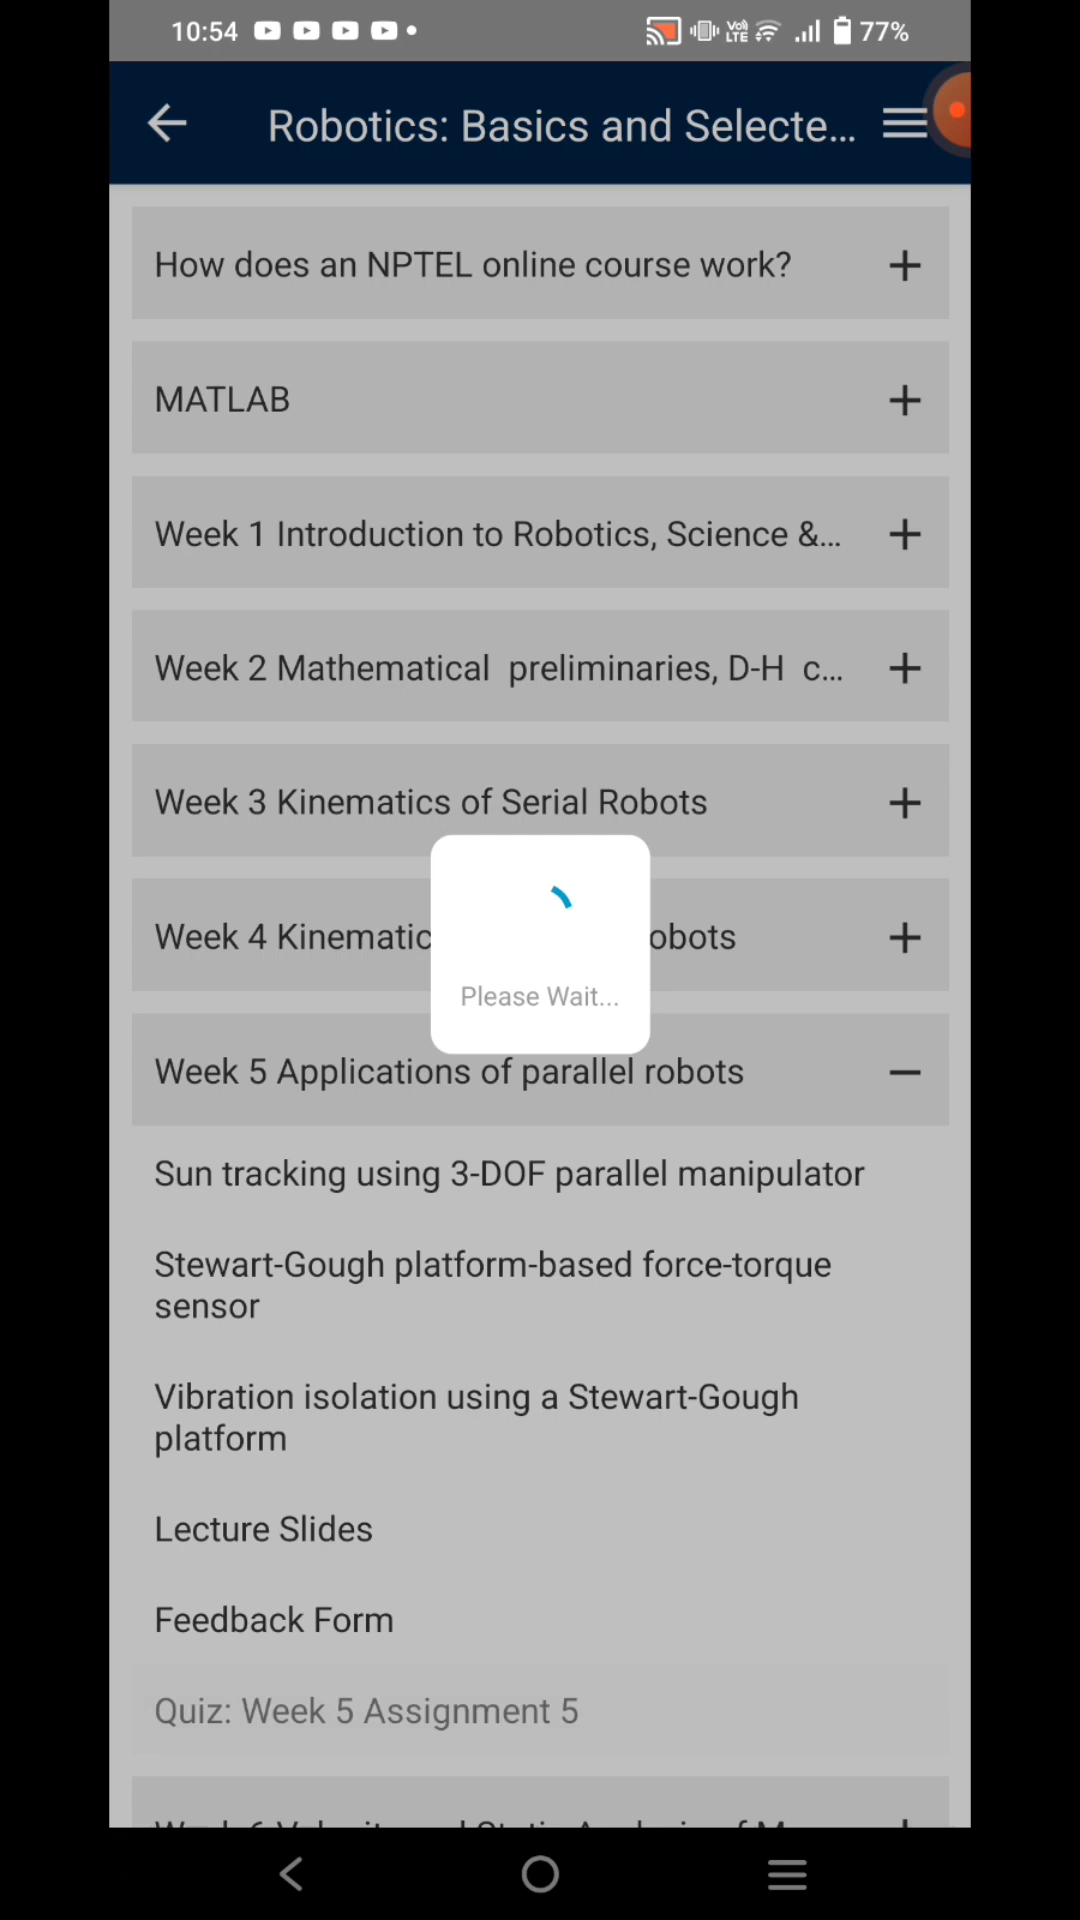 10:54
Vo) LTE
77%
Robotics: Basics and Selecte...
How does an NPTEL online course work?
MATLAB
Week 1 Introduction to Robotics, Science &...
Week 2 Mathematical preliminaries, D-H c...
Week 3 Kinematics of Serial Robots
Week 4 Kinematic
obots
Please Wait...
Week 5 Applications of parallel robots
Sun tracking using 3-DOF parallel manipulator
Stewart-Gough platform-based force-torque
sensor
Vibration isolation using a Stewart-Gough
platform
Lecture Slides
Feedback Form
Quiz: Week 5 Assignment 5